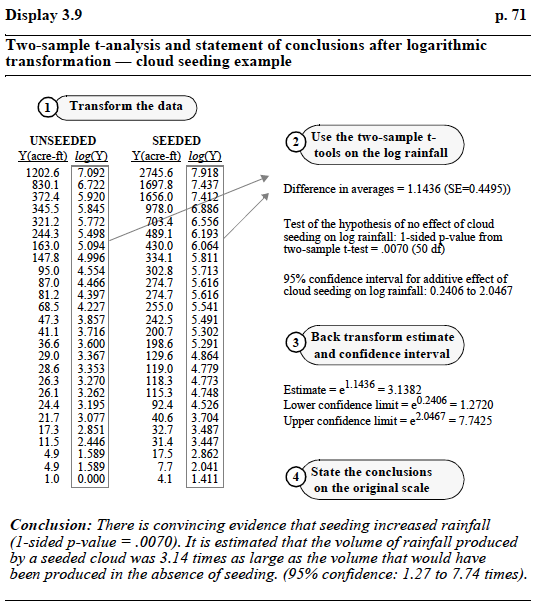 Display 3.9 p. 71
Two-sample t-analysis and statement of conclusions after logarithmic
transformation — cloud seeding example
1 Transform the data
UNSEEDED SEEDED
Y(acre-ft) log(Y) Y(acre-ft) log(Y)
1202.6 7.092 2745.6 7.918
830.1 6.722 1697.8 7.437
372.4 5.920 1656.0 7.412
345.5 5.845 978.0 6.886
321.2 5.772 703.4 6.556
244.3 5.498 489.1 6.193
163.0 5.094 430.0 6.064
147.8 4.996 334.1 5.811
95.0 4.554 302.8 5.713
87.0 4.466 274.7 5.616
81.2 4.397 274.7 5.616
68.5 4.227 255.0 5.541
47.3 3.857 242.5 5.491
41.1 3.716 200.7 5.302
36.6 3.600 198.6 5.291
29.0 3.367 129.6 4.864
28.6 3.353 119.0 4.779
26.3 3.270 118.3 4.773
26.1 3.262 115.3 4.748
24.4 3.195 92.4 4.526
21.7 3.077 40.6 3.704
17.3 2.851 32.7 3.487
11.5 2.446 31.4 3.447
4.9 1.589 17.5 2.862
4.9 1.589 7.7 2.041
1.0 0.000 4.1 1.411
2 Use the two-sample t-
tools on the log rainfall
Difference in averages = 1.1436 (SE=0.4495))
Test of the hypothesis of no effect of cloud
seeding on log rainfall: 1-sided p-value from
two-sample t-test = .0070 (50 df)
95% confidence interval for additive effect of
cloud seeding on log rainfall: 0.2406 to 2.0467
3 Back transform estimate
and confidence interval
Estimate = e^1.1436 = 3.1382
Lower confidence limit = e^0.2406 = 1.2720
Upper confidence limit = e^2.0467 = 7.7425
4 State the conclusions
on the original scale
Conclusion: There is convincing evidence that seeding increased rainfall
(1-sided p-value = .0070). It is estimated that the volume of rainfall produced
by a seeded cloud was 3.14 times as large as the volume that would have
been produced in the absence of seeding. (95% confidence: 1.27 to 7.74 times).